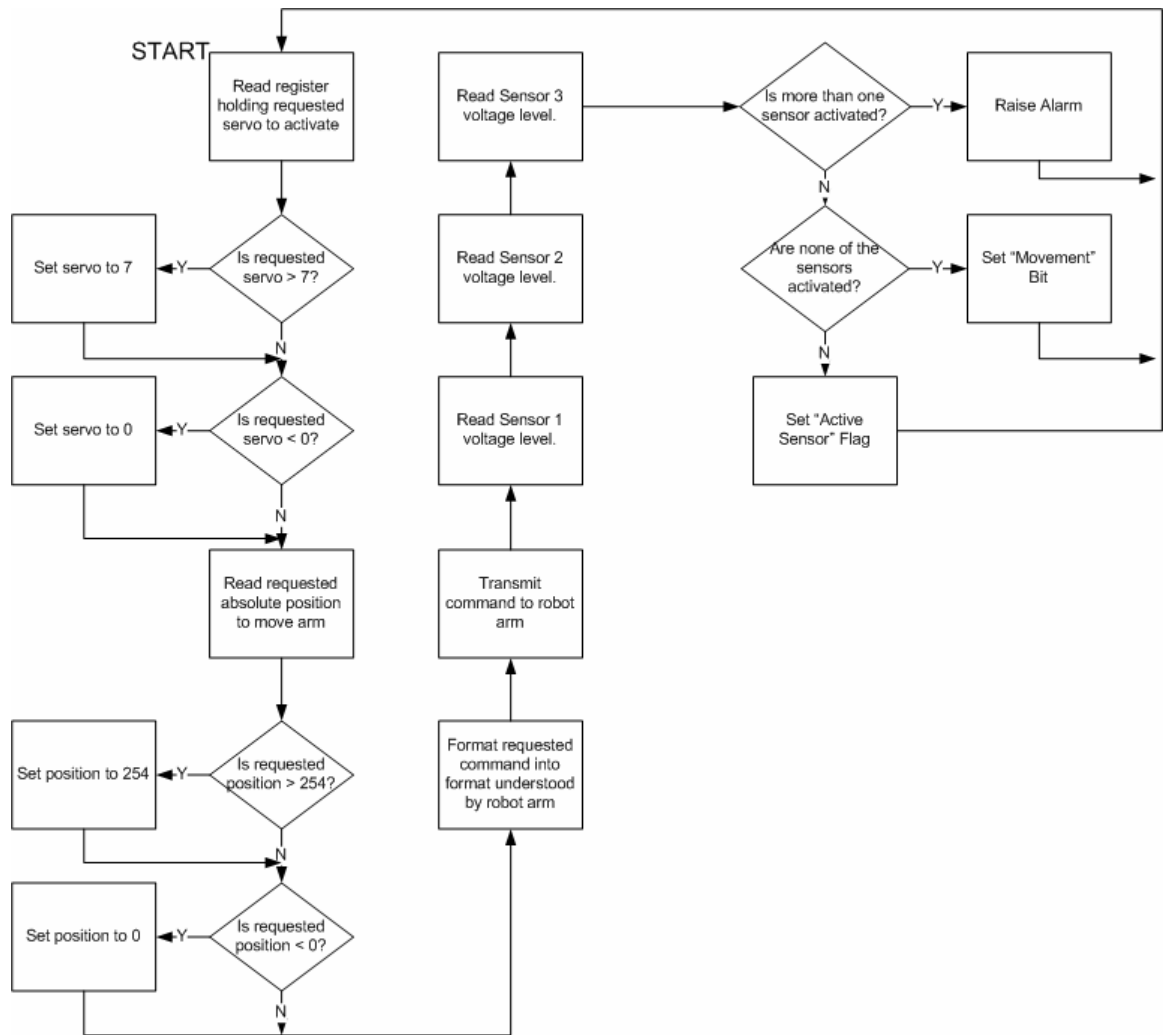 START
Read register
holding requested
servo to activate
Is requested
servo > 7?
Y
Set servo to 7
N
Is requested
servo < 0?
Y
Set servo to 0
N
Read requested
absolute position
to move arm
Is requested
position > 254?
Y
Set position to 254
N
Is requested
position < 0?
Y
Set position to 0
N
Format requested
command into
format understood
by robot arm
Transmit
command to robot
arm
Read Sensor 1
voltage level.
Read Sensor 2
voltage level.
Read Sensor 3
voltage level.
Is more than one
sensor activated?
Y
Raise Alarm
N
Are none of the
sensors
activated?
Y
Set “Movement”
Bit
N
Set “Active
Sensor” Flag